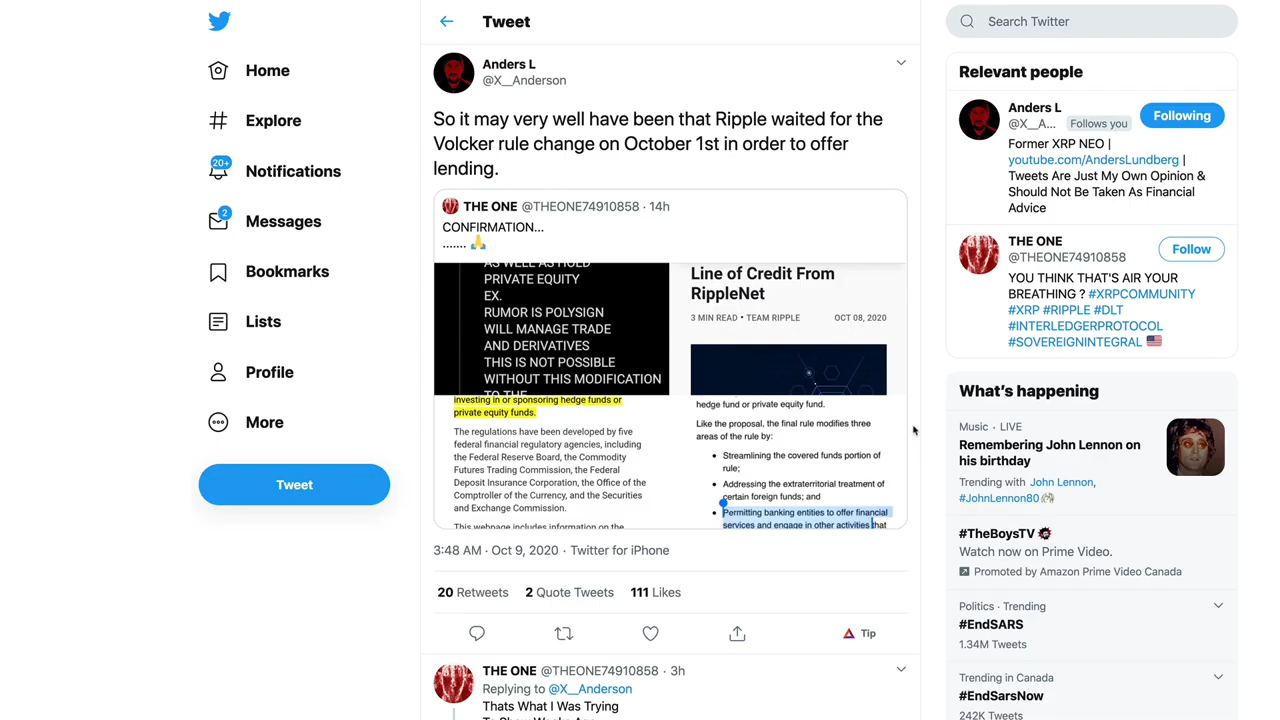 Home
Explore
20+
Notifications
2
Messages
Bookmarks
Lists
Profile
More
Tweet
Tweet
Anders L
@X__Anderson
So it may very well have been that Ripple waited for the
Volcker rule change on October 1st in order to offer
lending.
THE ONE @THEONE74910858 · 14h
CONFIRMATION...
....... 🙏
AS WELL AS HOLD
PRIVATE EQUITY
EX.
RUMOR IS POLYSIGN
WILL MANAGE TRADE
AND DERIVATIVES
THIS IS NOT POSSIBLE
WITHOUT THIS MODIFICATION
TO THE
Line of Credit From
RippleNet
3 MIN READ • TEAM RIPPLE
OCT 08, 2020
investing in or sponsoring hedge funds or
private equity funds.
The regulations have been developed by five
federal financial regulatory agencies, including
the Federal Reserve Board, the Commodity
Futures Trading Commission, the Federal
Deposit Insurance Corporation, the Office of the
Comptroller of the Currency, and the Securities
and Exchange Commission.
This webpage includes information on the
hedge fund or private equity fund.
Like the proposal, the final rule modifies three
areas of the rule by:
• Streamlining the covered funds portion of
rule;
• Addressing the extraterritorial treatment of
certain foreign funds; and
• Permitting banking entities to offer financial
services and engage in other activities that
3:48 AM · Oct 9, 2020 · Twitter for iPhone
20 Retweets 2 Quote Tweets 111 Likes
Tip
THE ONE @THEONE74910858 · 3h
Replying to @X__Anderson
Thats What I Was Trying
To Show Weeks Ago
Search Twitter
Relevant people
Anders L
@X__A... Follows you
Following
Former XRP NEO |
youtube.com/AndersLundberg |
Tweets Are Just My Own Opinion &
Should Not Be Taken As Financial
Advice
THE ONE
@THEONE74910858
Follow
YOU THINK THAT'S AIR YOUR
BREATHING ? #XRPCOMMUNITY
#XRP #RIPPLE #DLT
#INTERLEDGERPROTOCOL
#SOVEREIGNINTEGRAL 🇺🇸
What's happening
Music · LIVE
Remembering John Lennon on
his birthday
Trending with John Lennon,
#JohnLennon80
#TheBoysTV
Watch now on Prime Video.
Promoted by Amazon Prime Video Canada
Politics · Trending
#EndSARS
1.34M Tweets
Trending in Canada
#EndSarsNow
242K Tweets